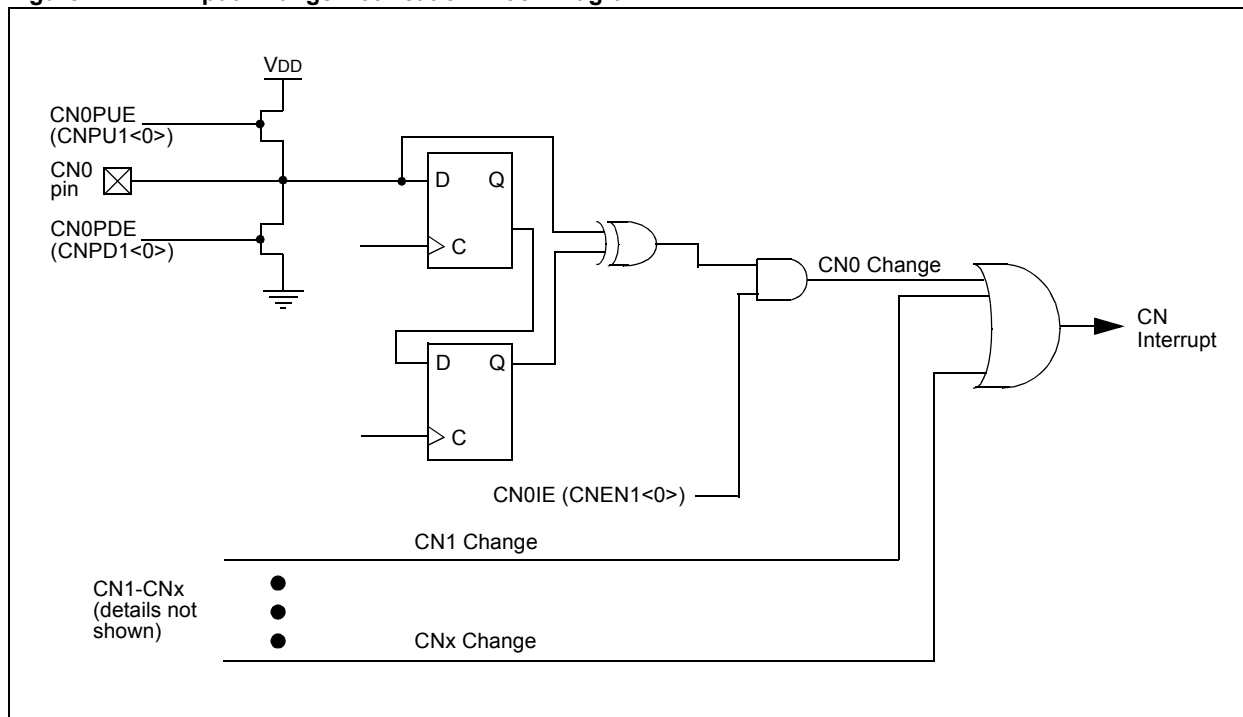 VDD
CN0PUE
(CNPU1<0>)
CN0
pin
CN0PDE
(CNPD1<0>)
D Q
C
D Q
C
CN0 Change
CN
Interrupt
CN0IE (CNEN1<0>)
CN1 Change
CN1-CNx
(details not
shown)
CNx Change